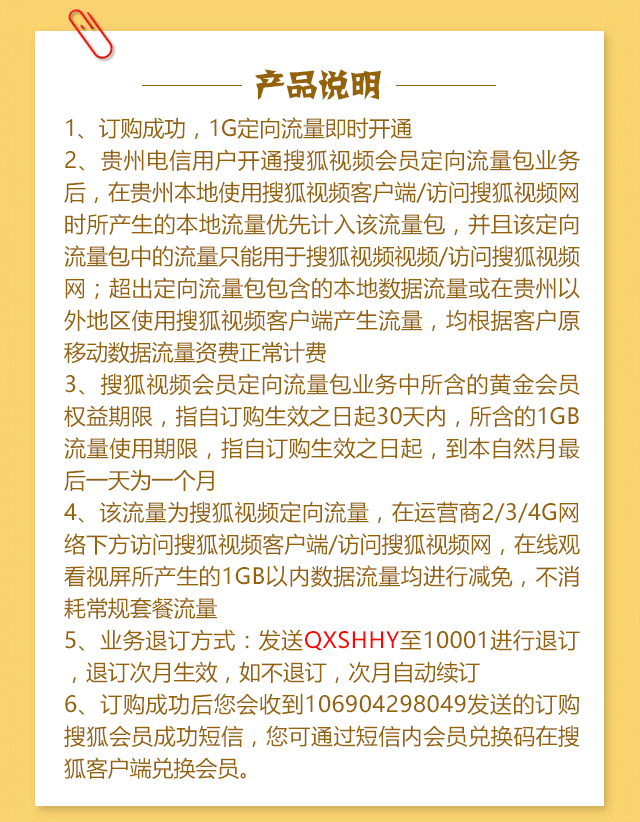 产品说明
1、订购成功，1G定向流量即时开通
2、贵州电信用户开通搜狐视频会员定向流量包业务
后，在贵州本地使用搜狐视频客户端/访问搜狐视频网
时所产生的本地流量优先计入该流量包，并且该定向
流量包中的流量只能用于搜狐视频视频/访问搜狐视频
网；超出定向流量包包含的本地数据流量或在贵州以
外地区使用搜狐视频客户端产生流量，均根据客户原
移动数据流量资费正常计费
3、搜狐视频会员定向流量包业务中所含的黄金会员
权益期限，指自订购生效之日起30天内，所含的1GB
流量使用期限，指自订购生效之日起，到本自然月最
后一天为一个月
4、该流量为搜狐视频定向流量，在运营商2/3/4G网
络下方访问搜狐视频客户端/访问搜狐视频网，在线观
看视屏所产生的1GB以内数据流量均进行减免，不消
耗常规套餐流量
5、业务退订方式：发送QXSHHY至10001进行退订
，退订次月生效，如不退订，次月自动续订
6、订购成功后您会收到106904298049发送的订购
搜狐会员成功短信，您可通过短信内会员兑换码在搜
狐客户端兑换会员。